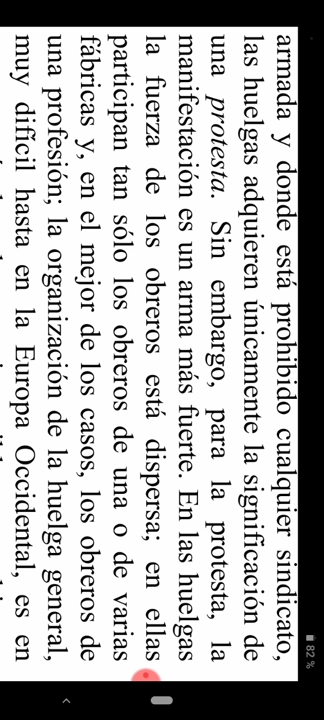 armada y donde está prohibido cualquier sindicato,
las huelgas adquieren únicamente la significación de
una protesta. Sin embargo, para la protesta, la
manifestación es un arma más fuerte. En las huelgas
la fuerza de los obreros está dispersa; en ellas
participan tan sólo los obreros de una o de varias
fábricas y, en el mejor de los casos, los obreros de
una profesión; la organización de la huelga general,
muy difícil hasta en la Europa Occidental, es en
82 %